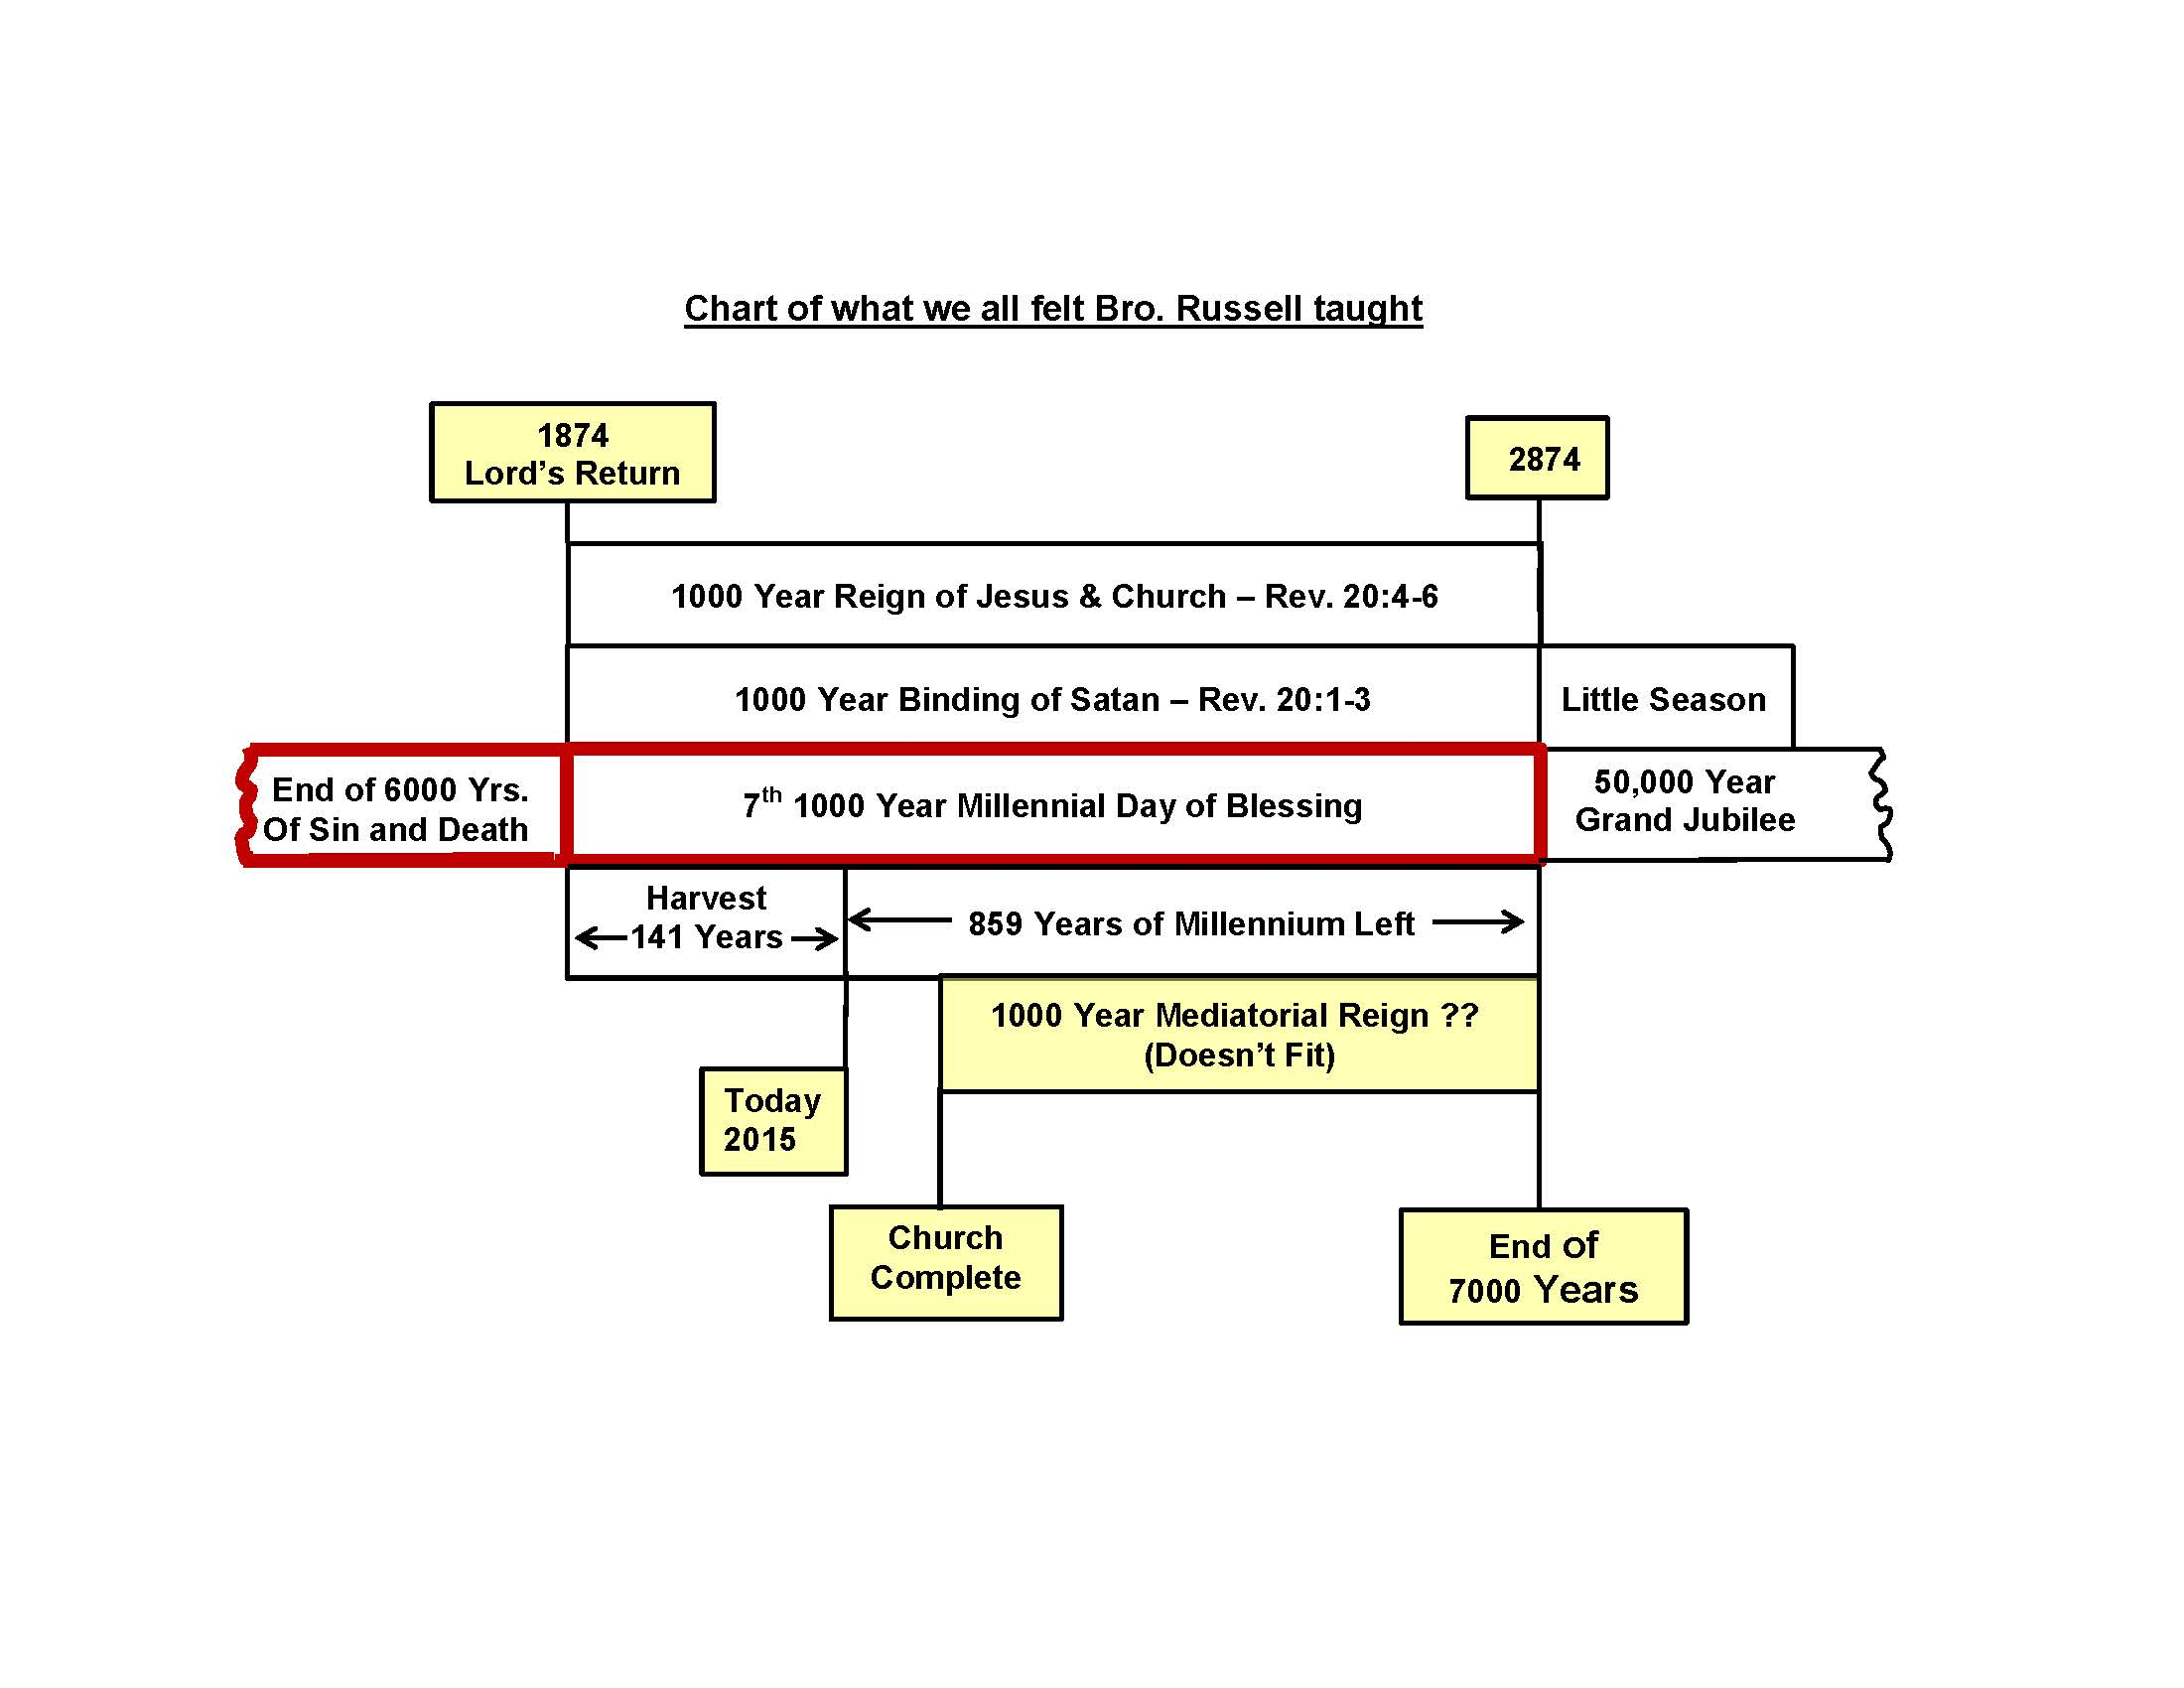 Chart of what we all felt Bro. Russell taught
1874
Lord’s Return
2874
1000 Year Reign of Jesus & Church – Rev. 20:4-6
1000 Year Binding of Satan – Rev. 20:1-3
Little Season
End of 6000 Yrs.
Of Sin and Death
7th 1000 Year Millennial Day of Blessing
50,000 Year
Grand Jubilee
Harvest
141 Years
859 Years of Millennium Left
1000 Year Mediatorial Reign ??
(Doesn’t Fit)
Today
2015
Church
Complete
End of
7000 Years